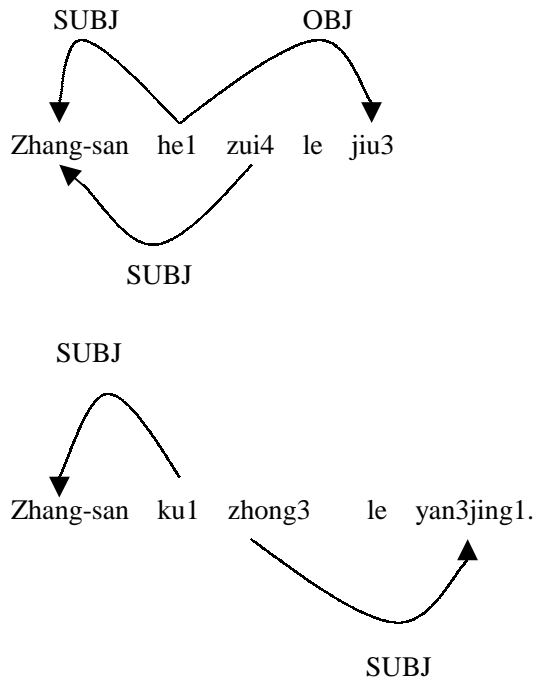 SUBJ OBJ
Zhang-san he1 zui4 le jiu3
SUBJ
SUBJ
Zhang-san ku1 zhong3 le yan3jing1.
SUBJ